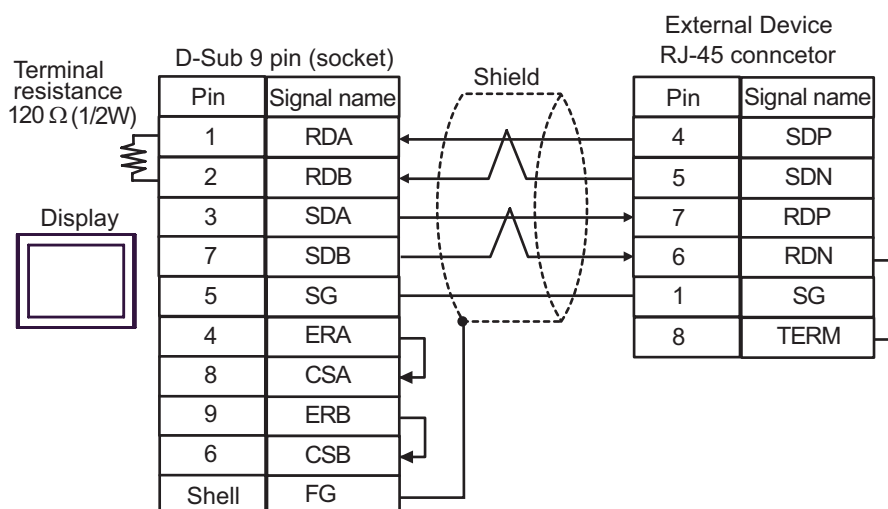 External Device
RJ-45 conncetor
D-Sub 9 pin (socket)
Shield
Terminal
resistance
120 Ω (1/2W)
Display
Pin Signal name
1 RDA
2 RDB
3 SDA
7 SDB
5 SG
4 ERA
8 CSA
9 ERB
6 CSB
Shell FG
Pin Signal name
4 SDP
5 SDN
7 RDP
6 RDN
1 SG
8 TERM